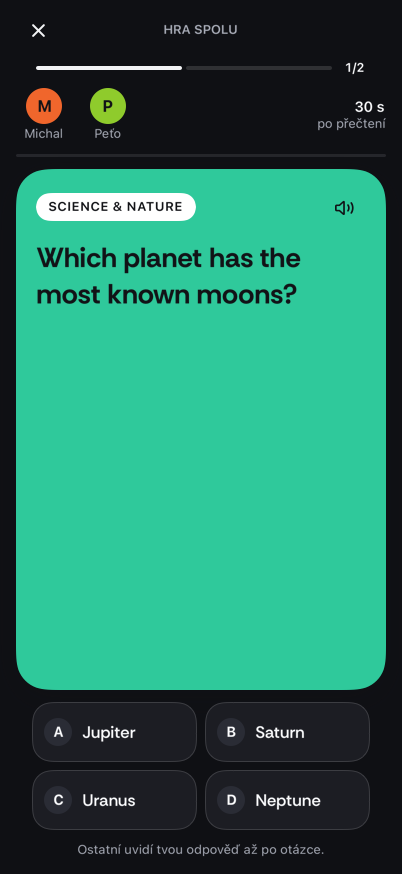 HRA SPOLU
1/2
M
Michal
P
Peťo
30 s
po přečtení
SCIENCE & NATURE
Which planet has the
most known moons?
A Jupiter
B Saturn
C Uranus
D Neptune
Ostatní uvidí tvou odpověď až po otázce.